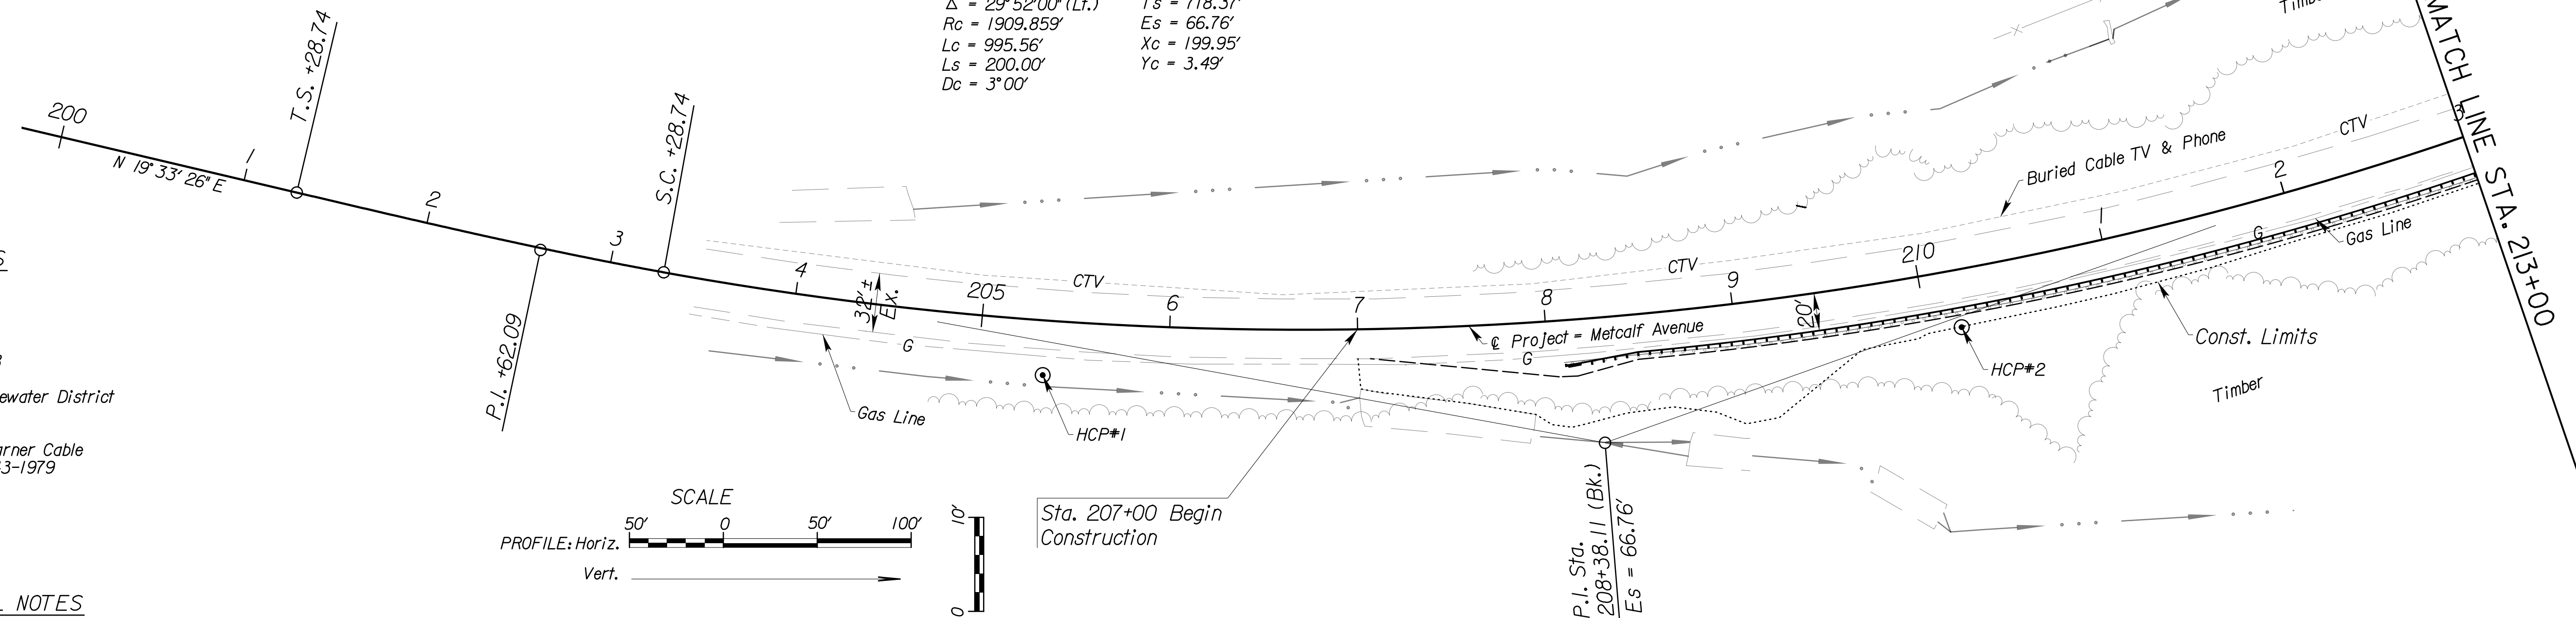 Δ = 29°52'00" (Lt.)
Rc = 1909.859'
Lc = 995.56'
Ls = 200.00'
Dc = 3°00'
Ts = 718.37'
Es = 66.76'
Xc = 199.95'
Yc = 3.49'
T.S. +28.74
S.C. +28.74
200
1
2
3
4
205
6
7
8
9
210
1
2
3
N 19°33'26" E
P.I. +62.09
32'±
Ex.
CTV
CTV
CTV
Buried Cable TV & Phone
MATCH LINE STA. 213+00
℄ Project = Metcalf Avenue
20'
G
G
G
Gas Line
Gas Line
Const. Limits
HCP#1
HCP#2
Timber
ewater District
arner Cable
3-1979
NOTES
SCALE
50' 0 50' 100'
PROFILE: Horiz.
Vert.
10'
0
Sta. 207+00 Begin
Construction
P.I. Sta.
208+38.11 (Bk.)
Es = 66.76'